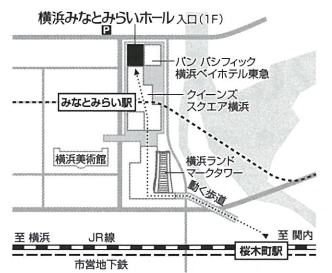 横浜みなとみらいホール 入口(1F)
P
パン パシフィック
横浜ベイホテル東急
みなとみらい駅
クイーンズ
スクエア横浜
横浜美術館
横浜ランド
マークタワー
動く歩道
至 横浜
JR線
至 関内
桜木町駅
市営地下鉄